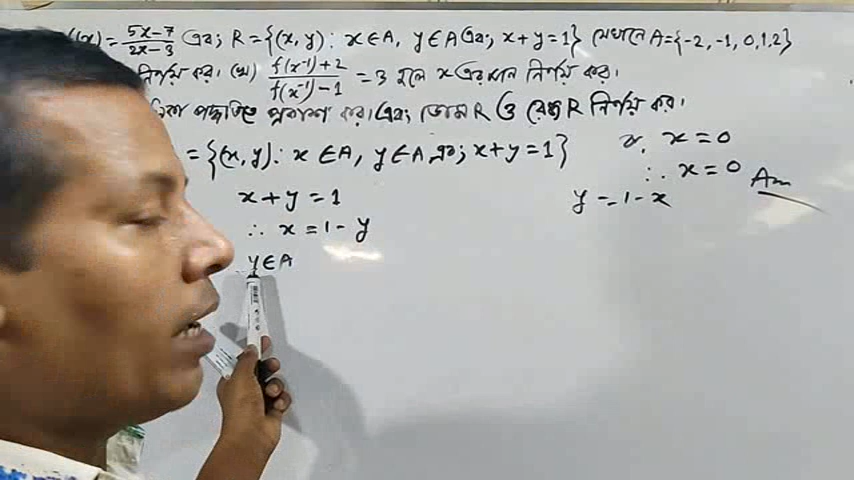 f(x) = \frac{5x-7}{2x-3} এবং R = {(x, y) : x ∈ A, y ∈ A এবং x + y = 1} যেখানে A = {-2, -1, 0, 1, 2}
নির্ণয় কর। (খ) \frac{f(x^{-1}) + 2}{f(x^{-1}) - 1} = 3 হলে x এর মান নির্ণয় কর।
পদ্ধতিতে প্রকাশ কর এবং ডোম R ও রেঞ্জ R নির্ণয় কর।
= {(x, y) : x ∈ A, y ∈ A এবং x + y = 1}
x + y = 1
∴ x = 1 - y
y ∈ A
বা, x = 0
∴ x = 0 Ans
y = 1 - x